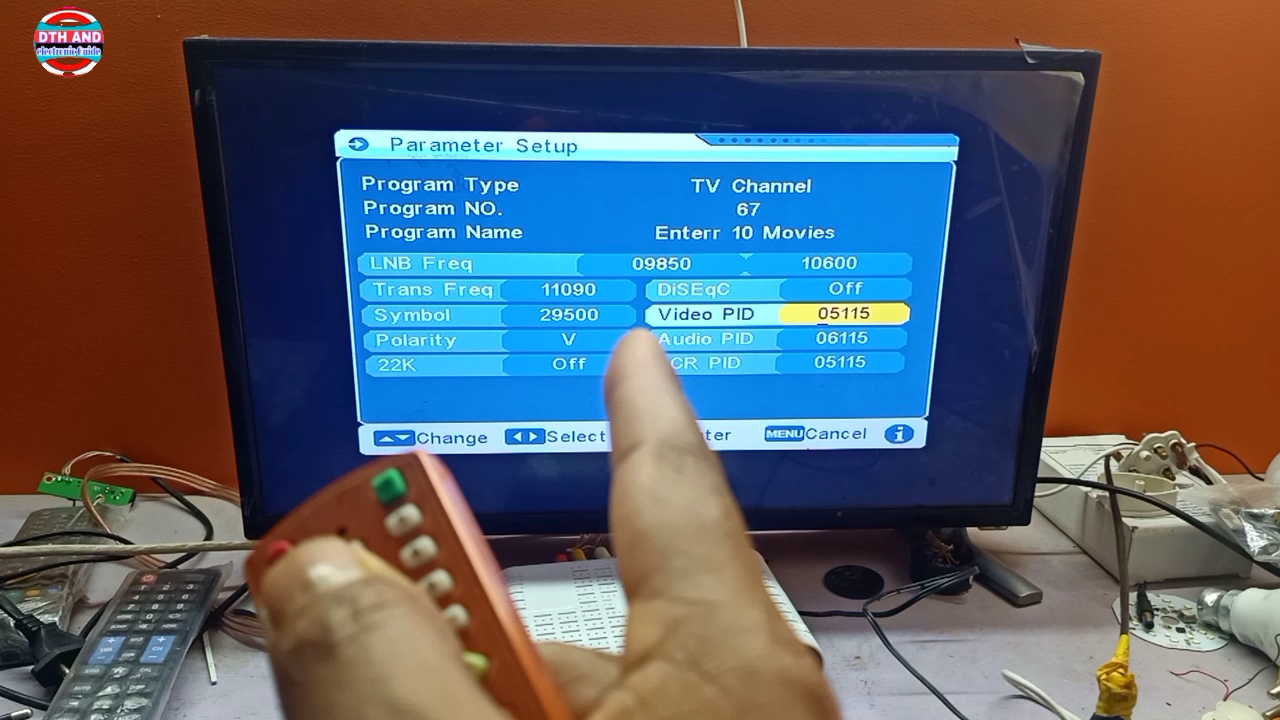 DTH AND
electronic Guide
Parameter Setup
Program Type TV Channel
Program NO. 67
Program Name Enterr 10 Movies
LNB Freq 09850 10600
Trans Freq 11090 DiSEqC Off
Symbol 29500 Video PID 05115
Polarity V Audio PID 06115
22K Off CR PID 05115
Change Select ter MENU Cancel i